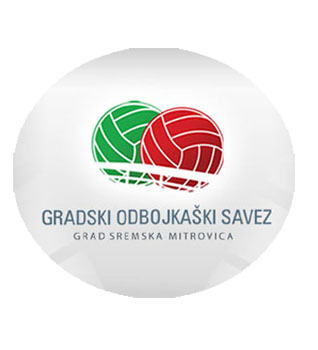 GRADSKI ODBOJKAŠKI SAVEZ
GRAD SREMSKA MITROVICA